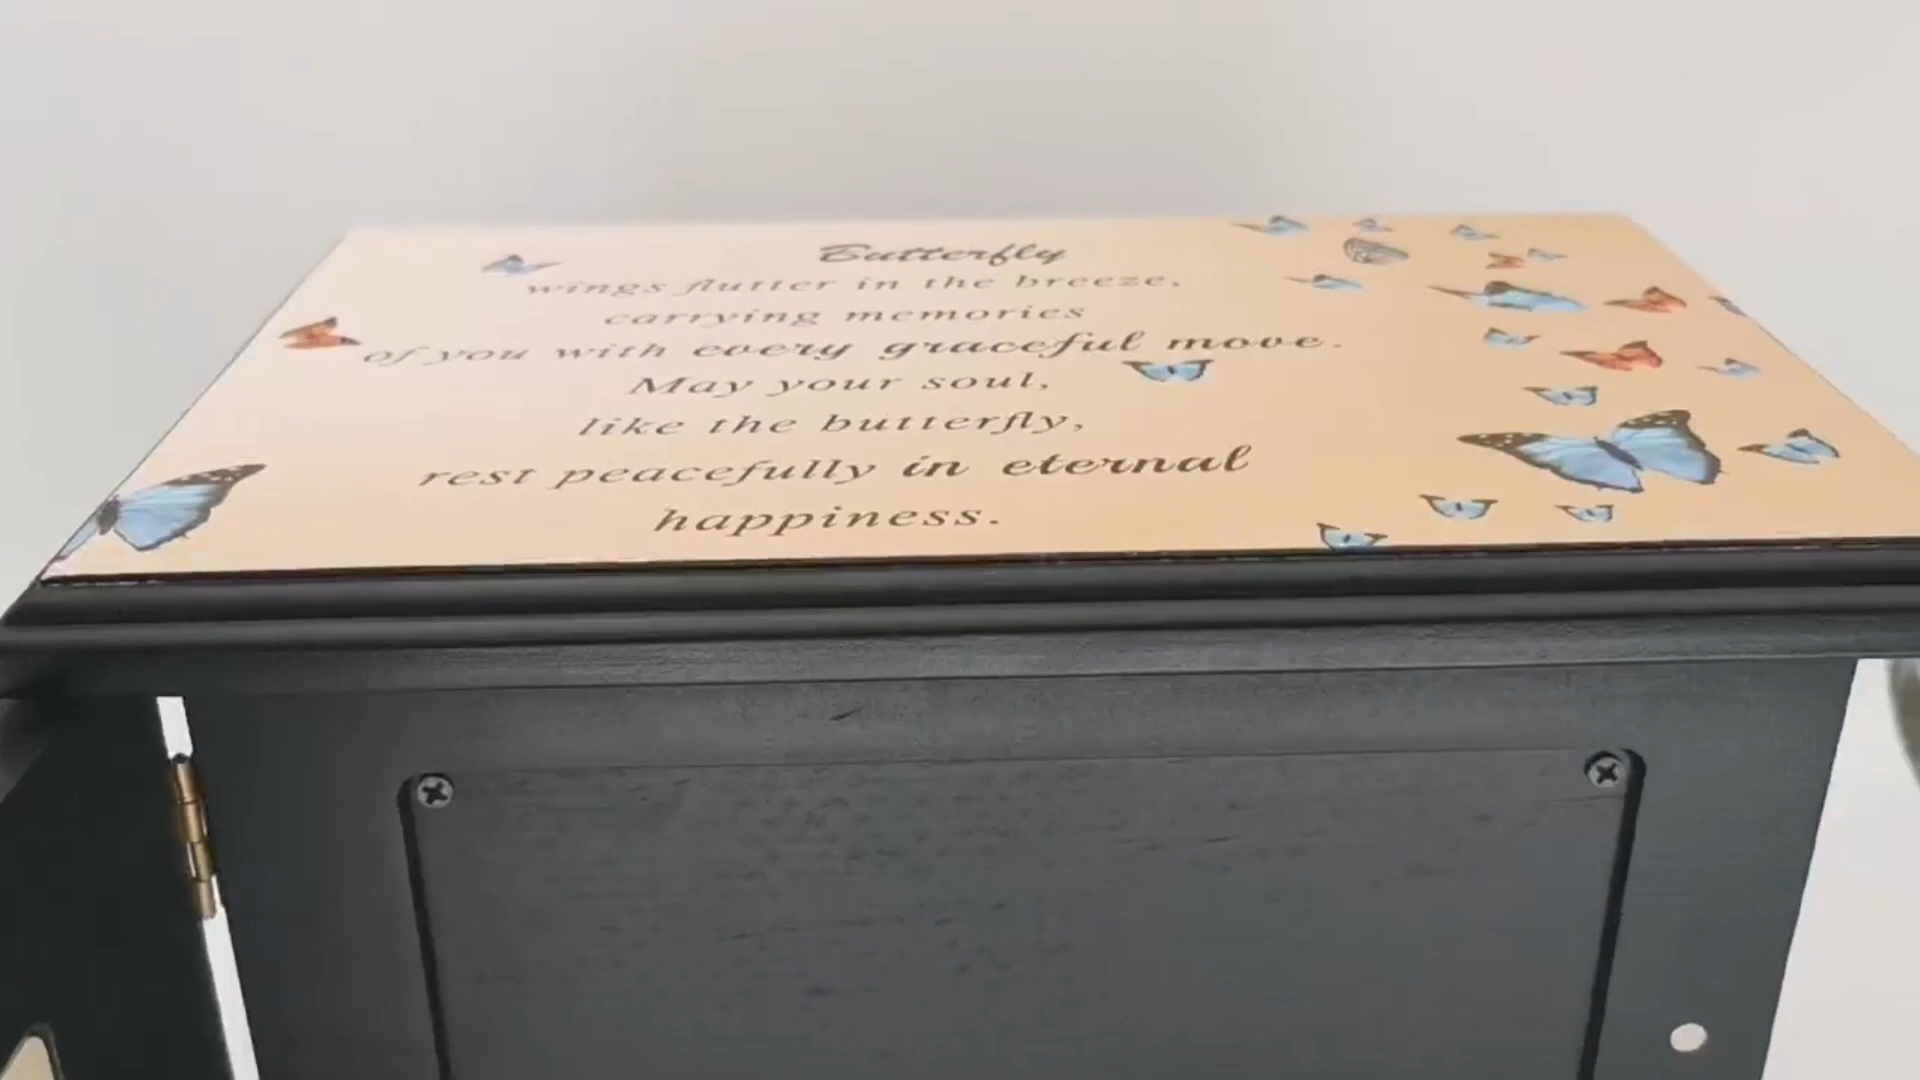 Butterfly
wings flutter in the breeze,
carrying memories
of you with every graceful move.
May your soul,
like the butterfly,
rest peacefully in eternal
happiness.